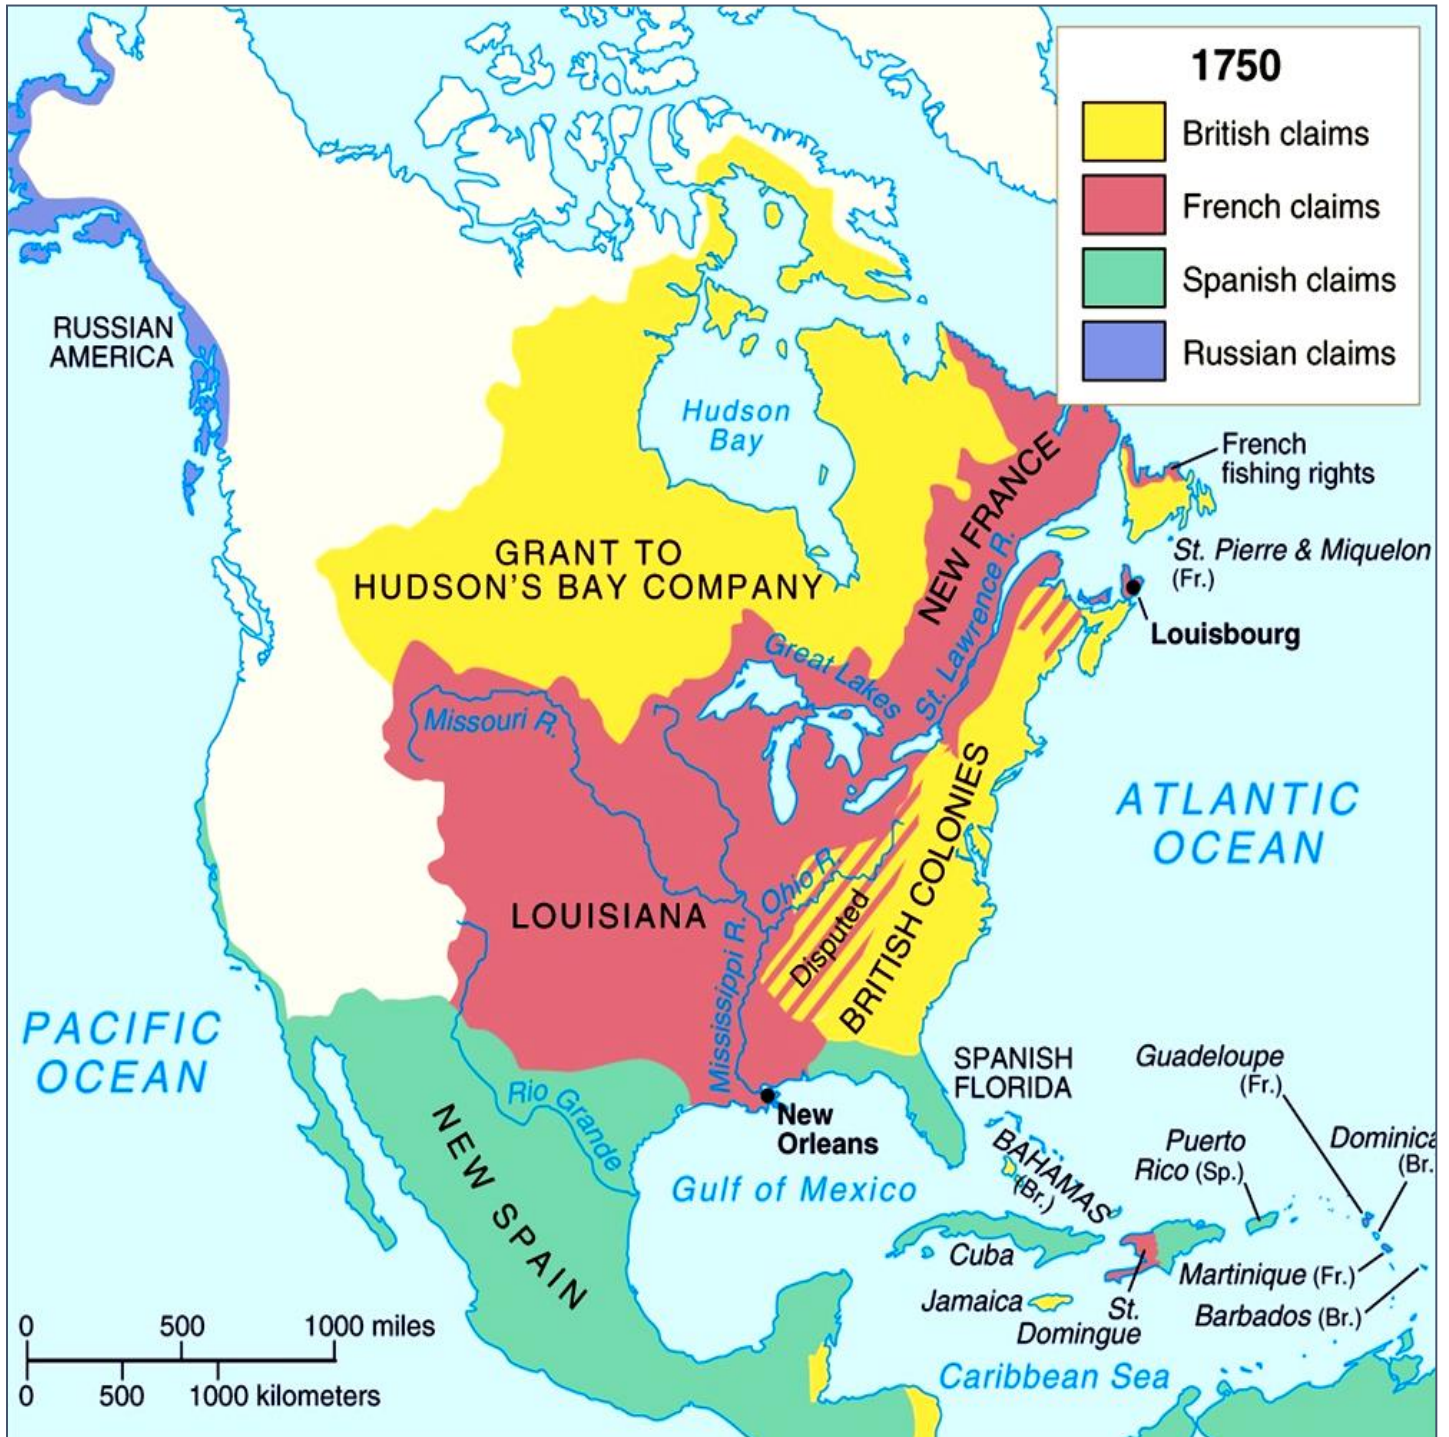 1750
British claims
French claims
Spanish claims
Russian claims
RUSSIAN
AMERICA
Hudson
Bay
French
fishing rights
NEW FRANCE
GRANT TO
HUDSON'S BAY COMPANY
St. Pierre & Miquelon
(Fr.)
Louisbourg
St. Lawrence R.
Great Lakes
Missouri R.
ATLANTIC
OCEAN
BRITISH COLONIES
Ohio R.
Disputed
LOUISIANA
Mississippi R.
PACIFIC
OCEAN
SPANISH
FLORIDA
Guadeloupe
(Fr.)
Rio Grande
New
Orleans
NEW SPAIN
Gulf of Mexico
BAHAMAS
(Br.)
Puerto
Rico (Sp.)
Dominica
(Br.
Cuba
Martinique (Fr.)
Jamaica
St.
Domingue
Barbados (Br.)
Caribbean Sea
0 500 1000 miles
0 500 1000 kilometers